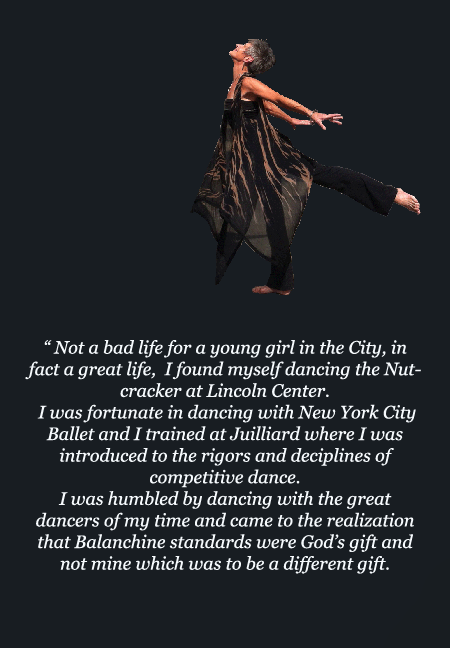 “ Not a bad life for a young girl in the City, in
fact a great life,  I found myself dancing the Nut-
cracker at Lincoln Center.
I was fortunate in dancing with New York City
Ballet and I trained at Juilliard where I was
introduced to the rigors and deciplines of
competitive dance.
I was humbled by dancing with the great
dancers of my time and came to the realization
that Balanchine standards were God’s gift and
not mine which was to be a different gift.